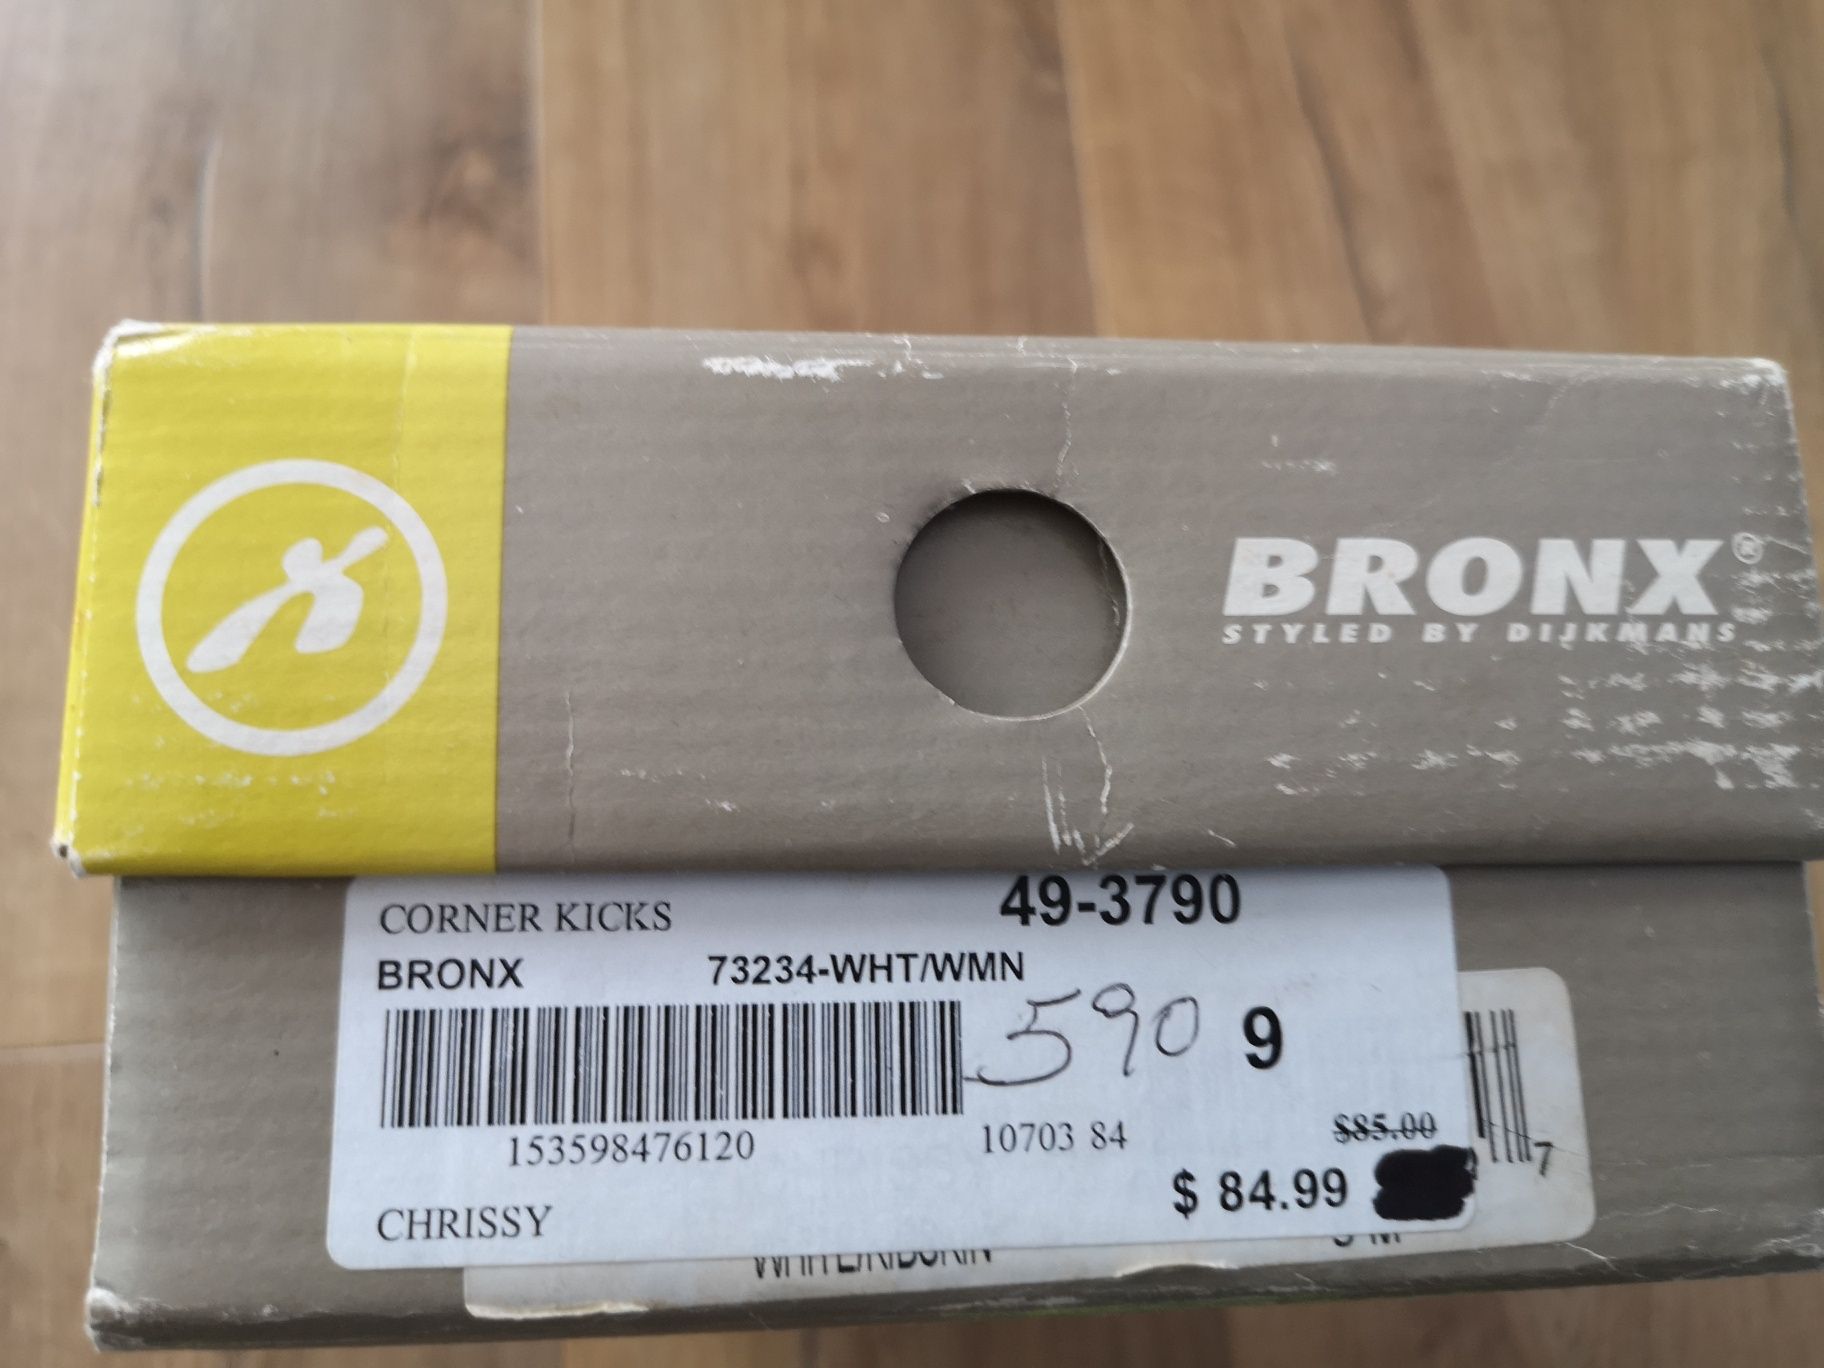 BRONX®
STYLED BY DIJKMANS
CORNER KICKS 49-3790
BRONX 73234-WHT/WMN
590 9
153598476120 10703 84 $85.00
7
$ 84.99
CHRISSY